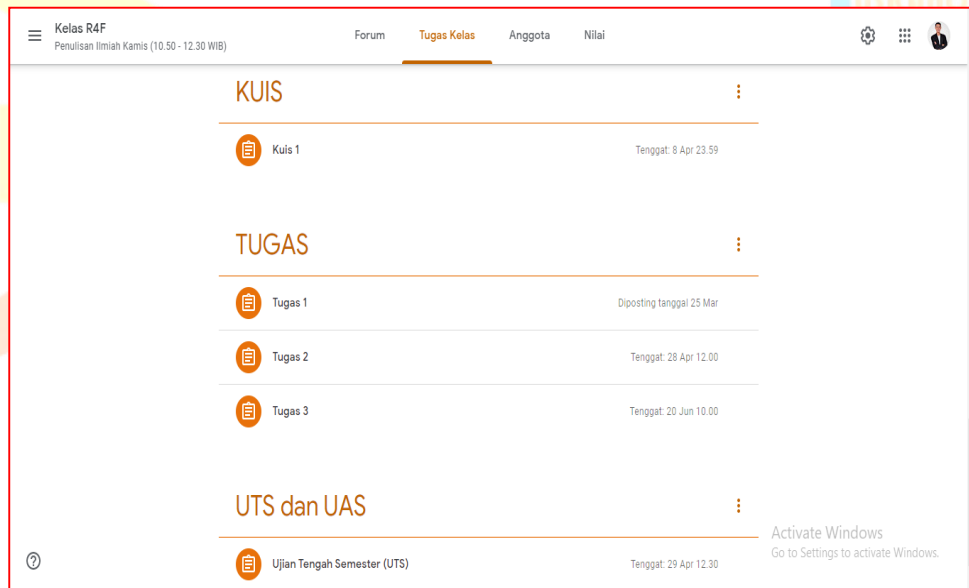 Kelas R4F
Penulisan Ilmiah Kamis (10.50 - 12.30 WIB)
Forum Tugas Kelas Anggota Nilai
KUIS
Kuis 1 Tenggat: 8 Apr 23.59
TUGAS
Tugas 1 Diposting tanggal 25 Mar
Tugas 2 Tenggat: 28 Apr 12.00
Tugas 3 Tenggat: 20 Jun 10.00
UTS dan UAS
Ujian Tengah Semester (UTS) Tenggat: 29 Apr 12.30
Activate Windows
Go to Settings to activate Windows.